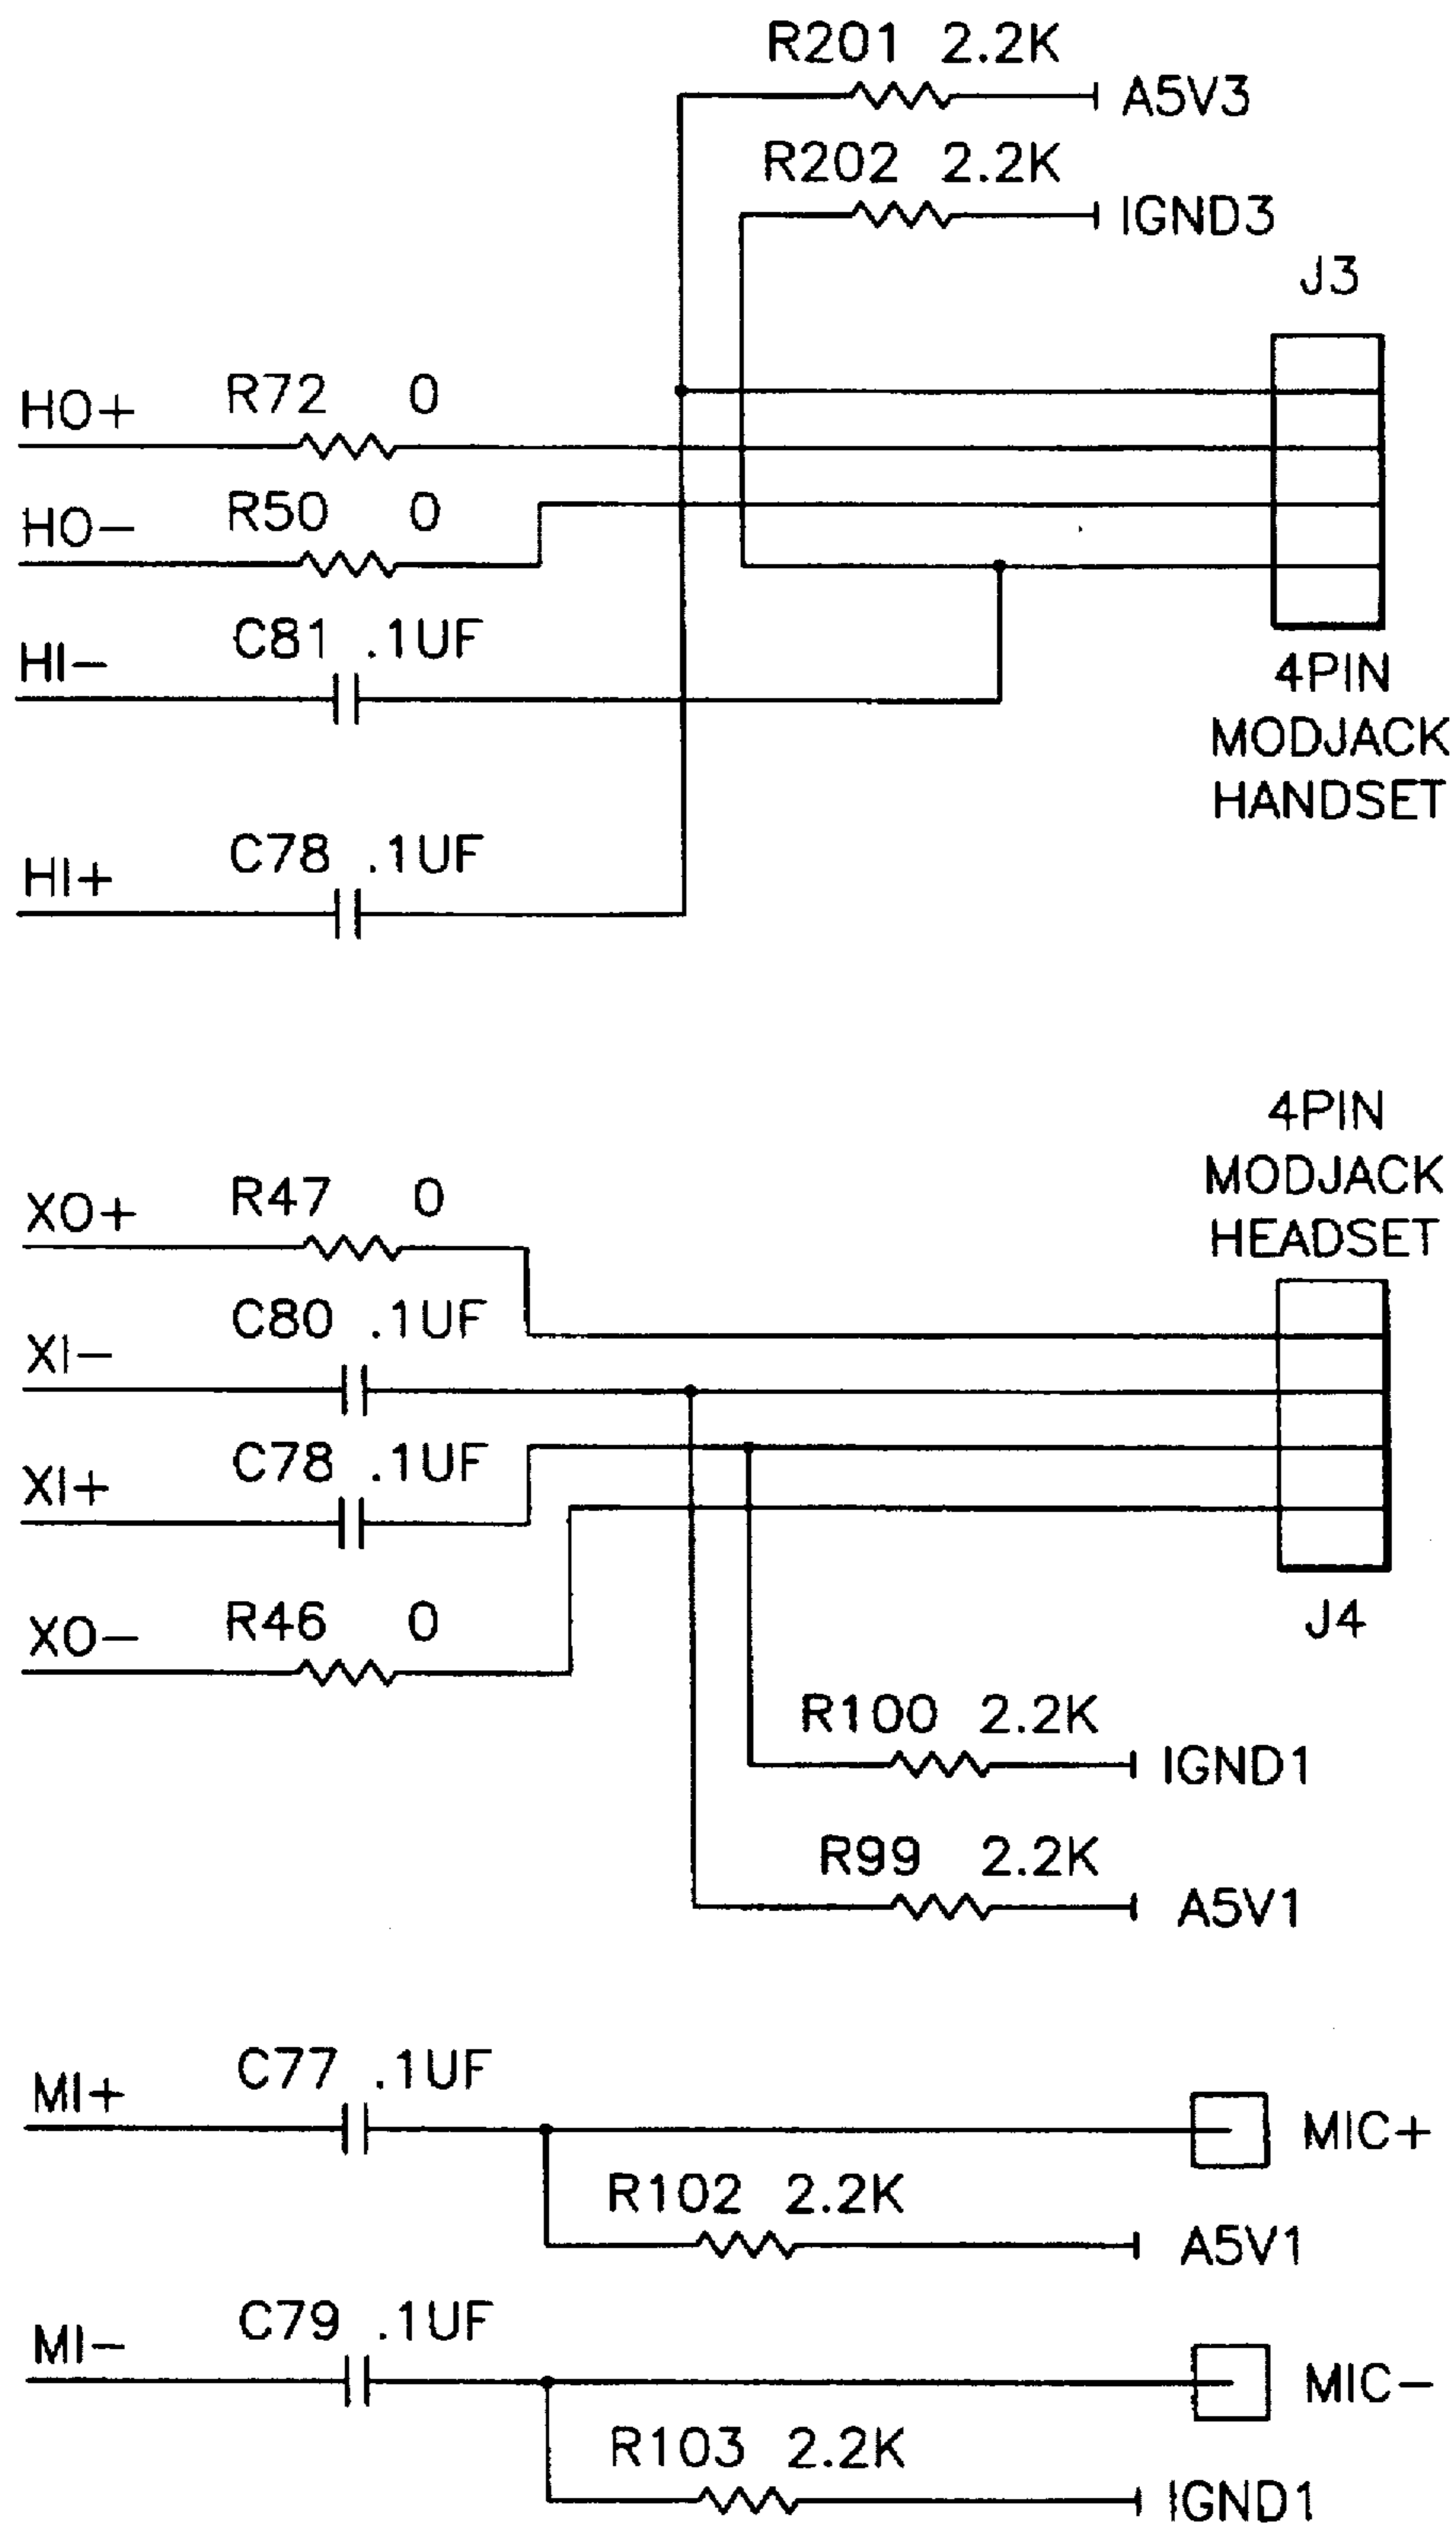 R201 2.2K
A5V3
R202 2.2K
IGND3
J3
HO+
R72 0
HO-
R50 0
HI-
C81 .1UF
4PIN
MODJACK
HANDSET
HI+
C78 .1UF
4PIN
MODJACK
HEADSET
XO+
R47 0
XI-
C80 .1UF
XI+
C78 .1UF
XO-
R46 0
J4
R100 2.2K
IGND1
R99 2.2K
A5V1
MI+
C77 .1UF
MIC+
R102 2.2K
A5V1
MI-
C79 .1UF
MIC-
R103 2.2K
IGND1